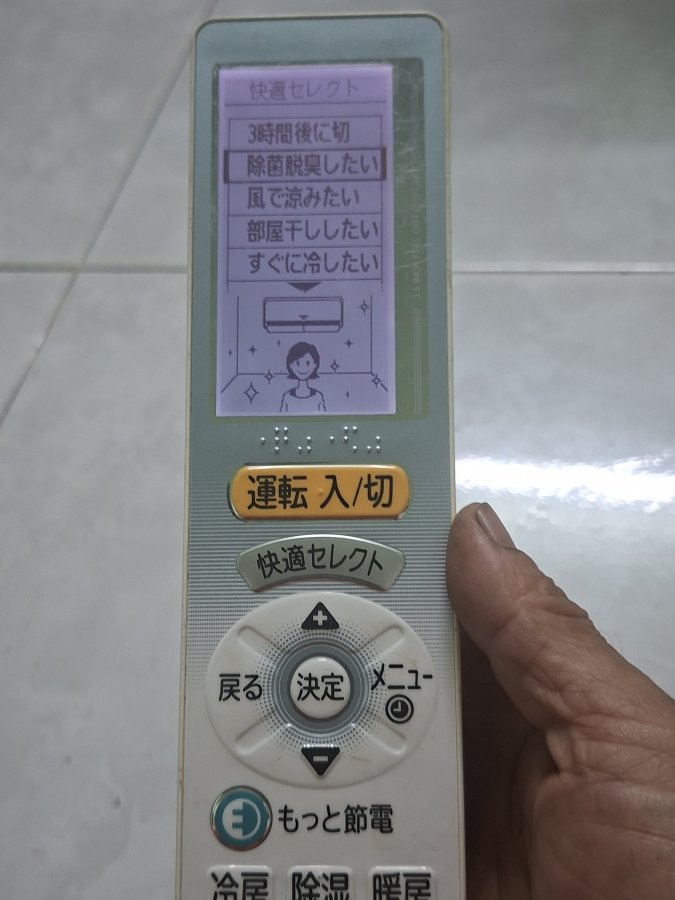 快適セレクト
3時間後に切
除菌脱臭したい
風で涼みたい
部屋干ししたい
すぐに冷したい
運転 入/切
快適セレクト
戻る
決定
メニュー
もっと節電
冷房
除湿
暖房